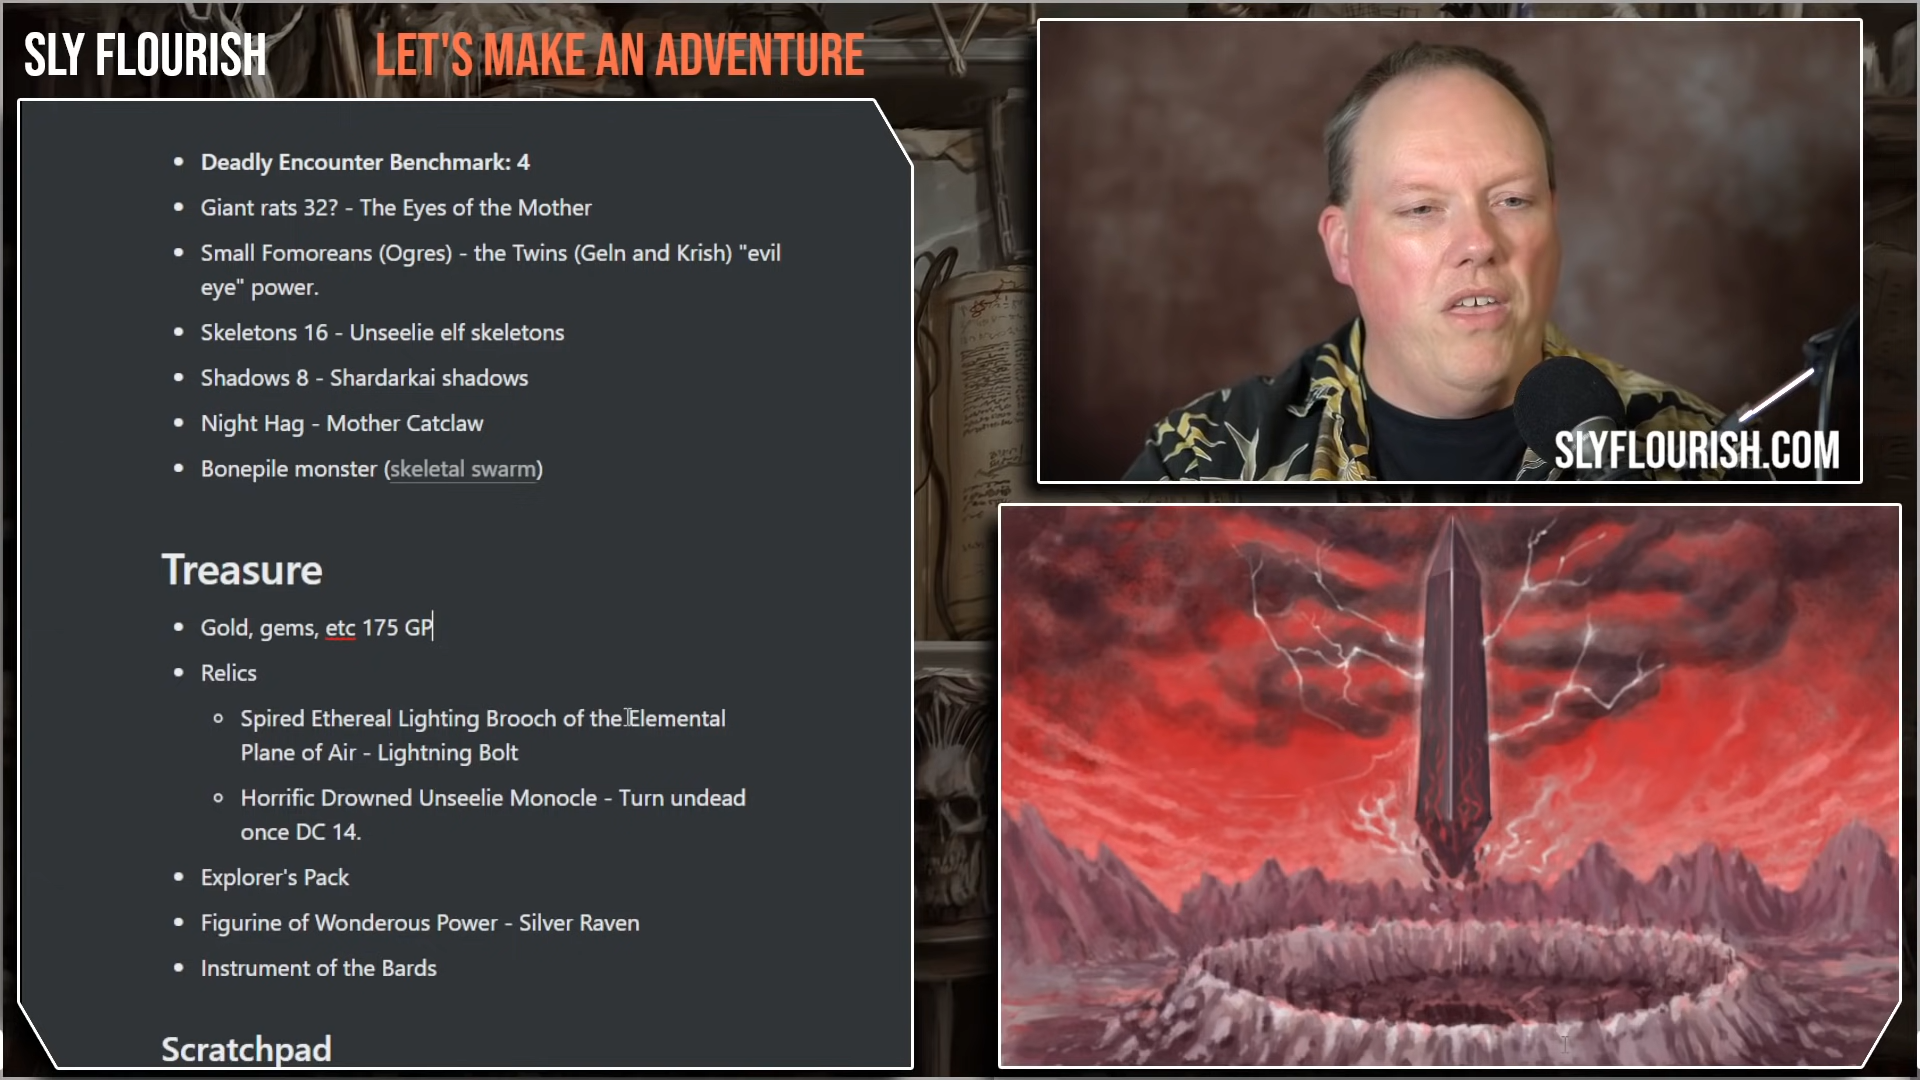 SLY FLOURISH
LET'S MAKE AN ADVENTURE
Deadly Encounter Benchmark: 4
Giant rats 32? - The Eyes of the Mother
Small Fomoreans (Ogres) - the Twins (Geln and Krish) "evil
eye" power.
Skeletons 16 - Unseelie elf skeletons
Shadows 8 - Shardarkai shadows
Night Hag - Mother Catclaw
Bonepile monster (skeletal swarm)
Treasure
Gold, gems, etc 175 GP
Relics
Spired Ethereal Lighting Brooch of the Elemental
Plane of Air - Lightning Bolt
Horrific Drowned Unseelie Monocle - Turn undead
once DC 14.
Explorer's Pack
Figurine of Wonderous Power - Silver Raven
Instrument of the Bards
Scratchpad
SLYFLOURISH.COM